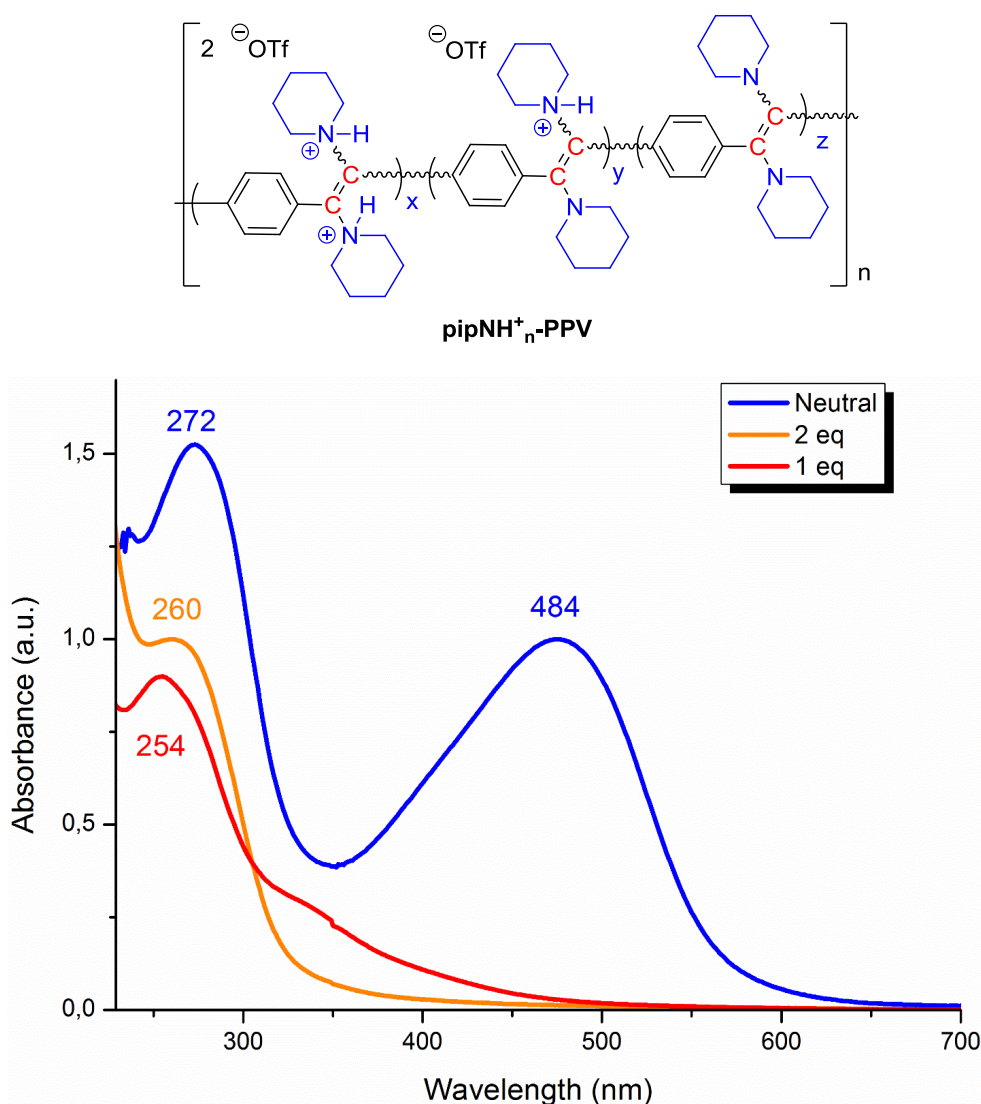 2 ⊖OTf ⊖OTf
N
N H N H
⊕ ⊕
C C C
x y z
C H C C
N N N
⊕
n
pipNH⁺ₙ-PPV
272
Neutral
2 eq
1 eq
1,5
260
484
1,0
254
0,5
0,0
Absorbance (a.u.)
300 400 500 600 700
Wavelength (nm)